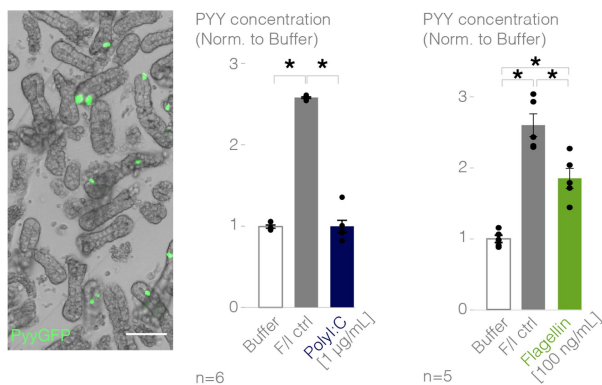 PyyGFP
PYY concentration
(Norm. to Buffer)
3
2
1
0
* *
Buffer
F/I ctrl
PolyI:C
[1 µg/mL]
n=6
PYY concentration
(Norm. to Buffer)
3
2
1
0
*
* *
Buffer
F/I ctrl
Flagellin
[100 ng/mL]
n=5